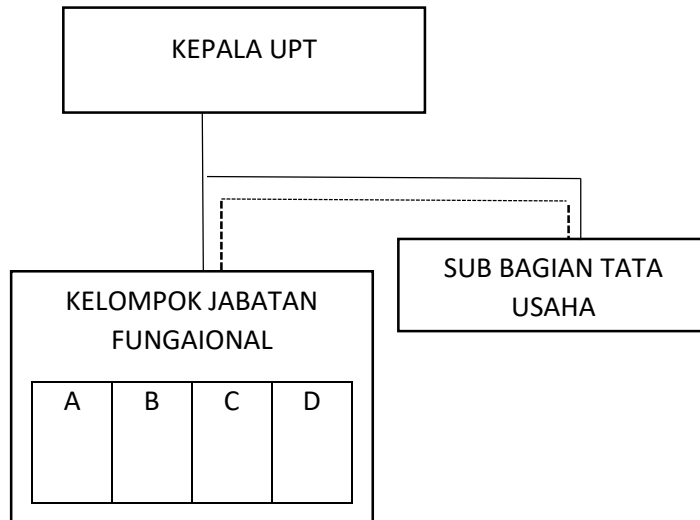 KEPALA UPT
SUB BAGIAN TATA
USAHA
KELOMPOK JABATAN
FUNGAIONAL
A B C D